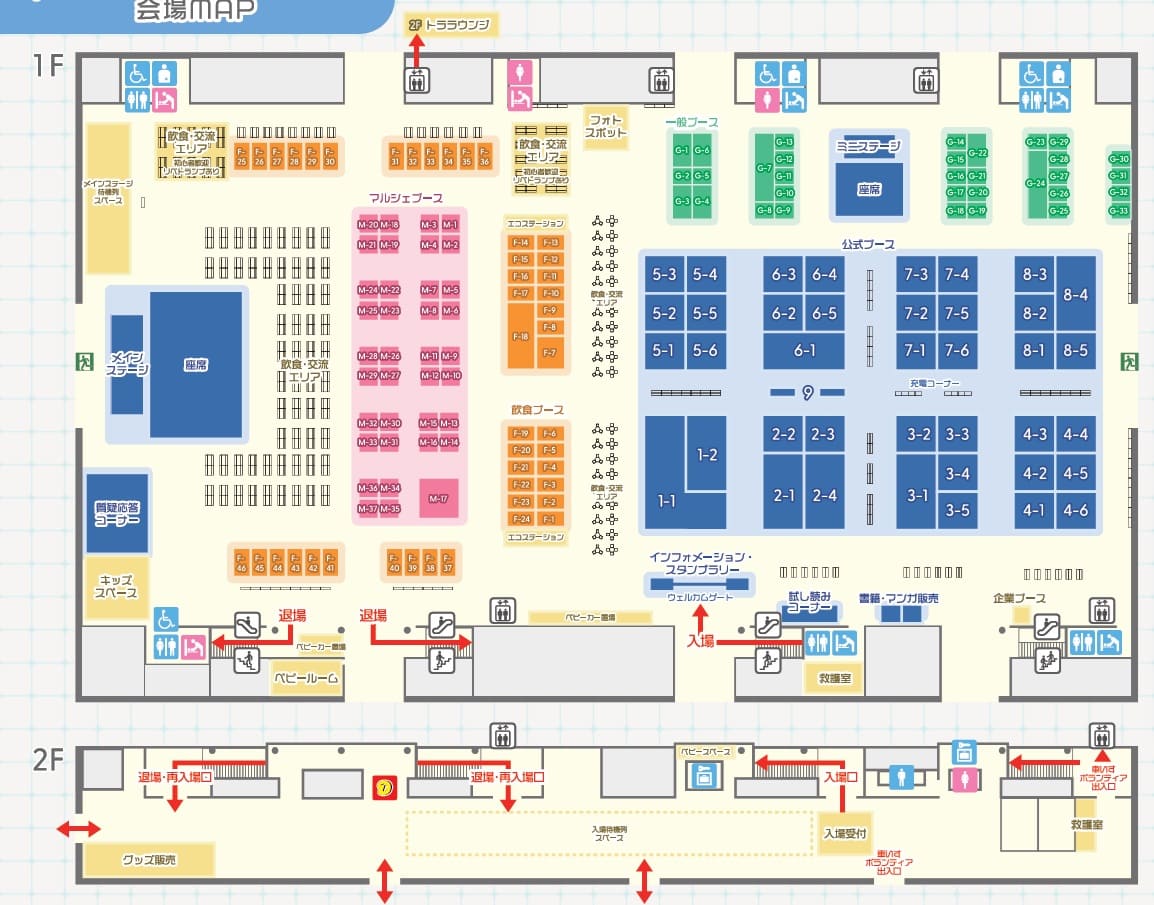 会場MAP
1F
2F トラランウンジ
飲食・交流
エリア
初心者歓迎
リペドランプあり
メインステージ
待機列
スペース
F-25
F-26
F-27
F-28
F-29
F-30
F-31
F-32
F-33
F-34
F-35
F-36
飲食・交流
エリア
初心者歓迎
リペドランプあり
フォト
スポット
一般ブース
G-1 G-6
G-2 G-5
G-3 G-4
G-7
G-13
G-12
G-11
G-10
G-8 G-9
ミニステージ
座席
G-14
G-15
G-16
G-17
G-18
G-22
G-21
G-20
G-19
G-23
G-24
G-29
G-28
G-27
G-26
G-25
G-30
G-31
G-32
G-33
マルシェブース
M-20 M-18 M-3 M-1
M-21 M-19 M-4 M-2
M-24 M-22 M-7 M-5
M-25 M-23 M-8 M-6
M-28 M-26 M-11 M-9
M-29 M-27 M-12 M-10
M-32 M-30 M-15 M-13
M-33 M-31 M-16 M-14
M-36 M-34
M-37 M-35
M-17
エコステーション
F-14 F-13
F-15 F-12
F-16 F-11
F-17 F-10
F-9
F-8
F-18
F-7
飲食・交流
エリア
飲食ブース
F-19 F-6
F-20 F-5
F-21 F-4
F-22 F-3
F-23 F-2
F-24 F-1
エコステーション
飲食・交流
エリア
公式ブース
5-3 5-4
5-2 5-5
5-1 5-6
6-3 6-4
6-2 6-5
6-1
7-3 7-4
7-2 7-5
7-1 7-6
8-3
8-4
8-2
8-1 8-5
9
充電コーナー
1-2
1-1
2-2 2-3
2-1 2-4
3-2 3-3
3-4
3-1
3-5
4-3 4-4
4-2 4-5
4-1 4-6
メイン
ステージ
座席
飲食・交流
エリア
質疑応答
コーナー
キッズ
スペース
F-46
F-45
F-44
F-43
F-42
F-41
F-40
F-39
F-38
F-37
インフォメーション・
スタンプラリー
ウェルカムゲート
試し読み
コーナー
書籍・マンガ販売
企業ブース
退場
退場
入場
ベビーカー置場
ベビーカー置場
ベビールーム
救護室
2F
退場・再入場口
退場・再入場口
ベビースペース
入場口
車いす
ボランティア
出入口
入場待機列
スペース
入場受付
救護室
グッズ販売
車いす
ボランティア
出入口